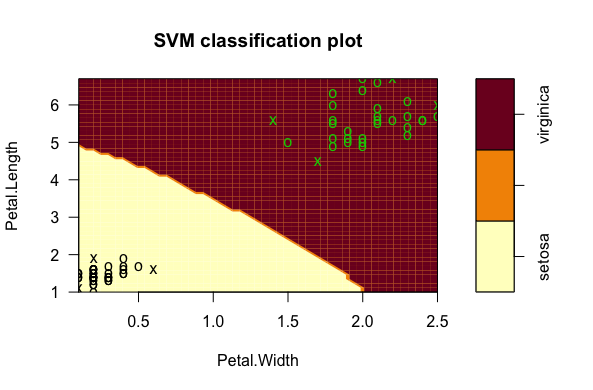 SVM classification plot
Petal.Length
6
5
4
3
2
1
0.5 1.0 1.5 2.0 2.5
Petal.Width
virginica
setosa